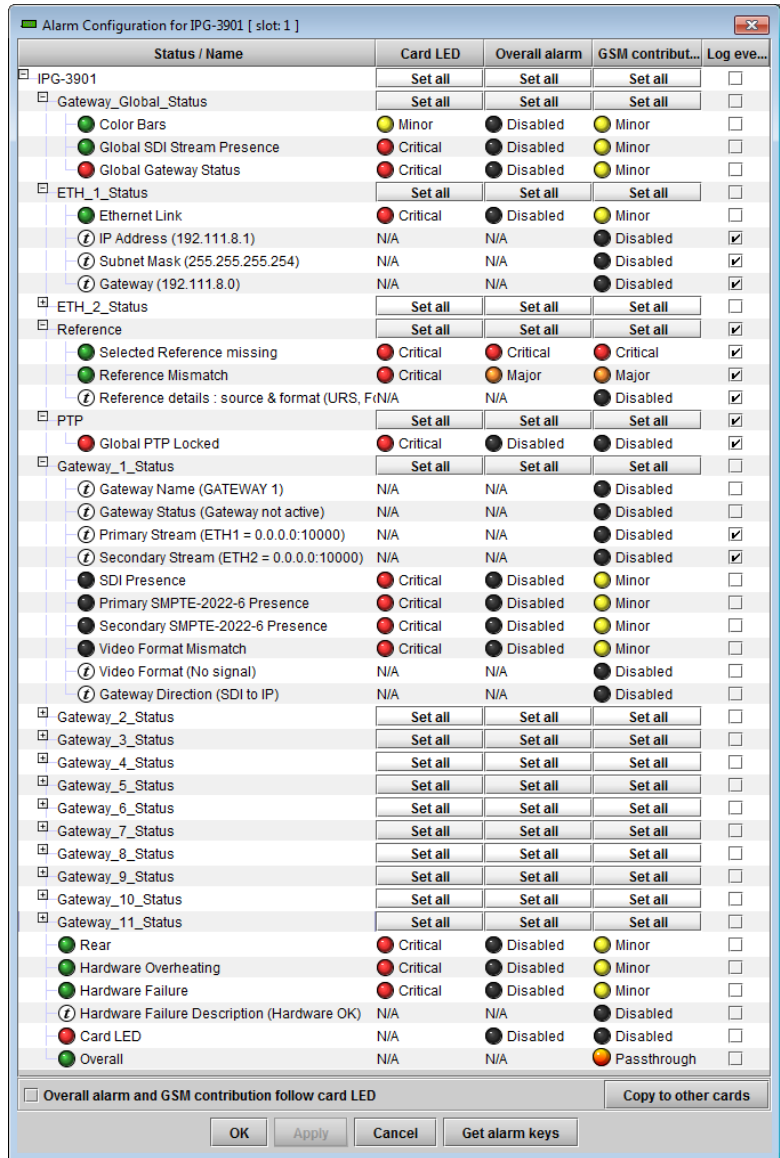 Alarm Configuration for IPG-3901 [ slot: 1 ]
Status / Name Card LED Overall alarm GSM contribut... Log eve...
IPG-3901 Set all Set all Set all
Gateway_Global_Status Set all Set all Set all
Color Bars Minor Disabled Minor
Global SDI Stream Presence Critical Disabled Minor
Global Gateway Status Critical Disabled Minor
ETH_1_Status Set all Set all Set all
Ethernet Link Critical Disabled Minor
t IP Address (192.111.8.1) N/A N/A Disabled
t Subnet Mask (255.255.255.254) N/A N/A Disabled
t Gateway (192.111.8.0) N/A N/A Disabled
ETH_2_Status Set all Set all Set all
Reference Set all Set all Set all
Selected Reference missing Critical Critical Critical
Reference Mismatch Critical Major Major
t Reference details : source & format (URS, F N/A N/A Disabled
PTP Set all Set all Set all
Global PTP Locked Critical Disabled Disabled
Gateway_1_Status Set all Set all Set all
t Gateway Name (GATEWAY 1) N/A N/A Disabled
t Gateway Status (Gateway not active) N/A N/A Disabled
t Primary Stream (ETH1 = 0.0.0.0:10000) N/A N/A Disabled
t Secondary Stream (ETH2 = 0.0.0.0:10000) N/A N/A Disabled
SDI Presence Critical Disabled Minor
Primary SMPTE-2022-6 Presence Critical Disabled Minor
Secondary SMPTE-2022-6 Presence Critical Disabled Minor
Video Format Mismatch Critical Disabled Minor
t Video Format (No signal) N/A N/A Disabled
t Gateway Direction (SDI to IP) N/A N/A Disabled
Gateway_2_Status Set all Set all Set all
Gateway_3_Status Set all Set all Set all
Gateway_4_Status Set all Set all Set all
Gateway_5_Status Set all Set all Set all
Gateway_6_Status Set all Set all Set all
Gateway_7_Status Set all Set all Set all
Gateway_8_Status Set all Set all Set all
Gateway_9_Status Set all Set all Set all
Gateway_10_Status Set all Set all Set all
Gateway_11_Status Set all Set all Set all
Rear Critical Disabled Minor
Hardware Overheating Critical Disabled Minor
Hardware Failure Critical Disabled Minor
t Hardware Failure Description (Hardware OK) N/A N/A Disabled
Card LED N/A Disabled Disabled
Overall N/A N/A Passthrough
Overall alarm and GSM contribution follow card LED Copy to other cards
OK Apply Cancel Get alarm keys